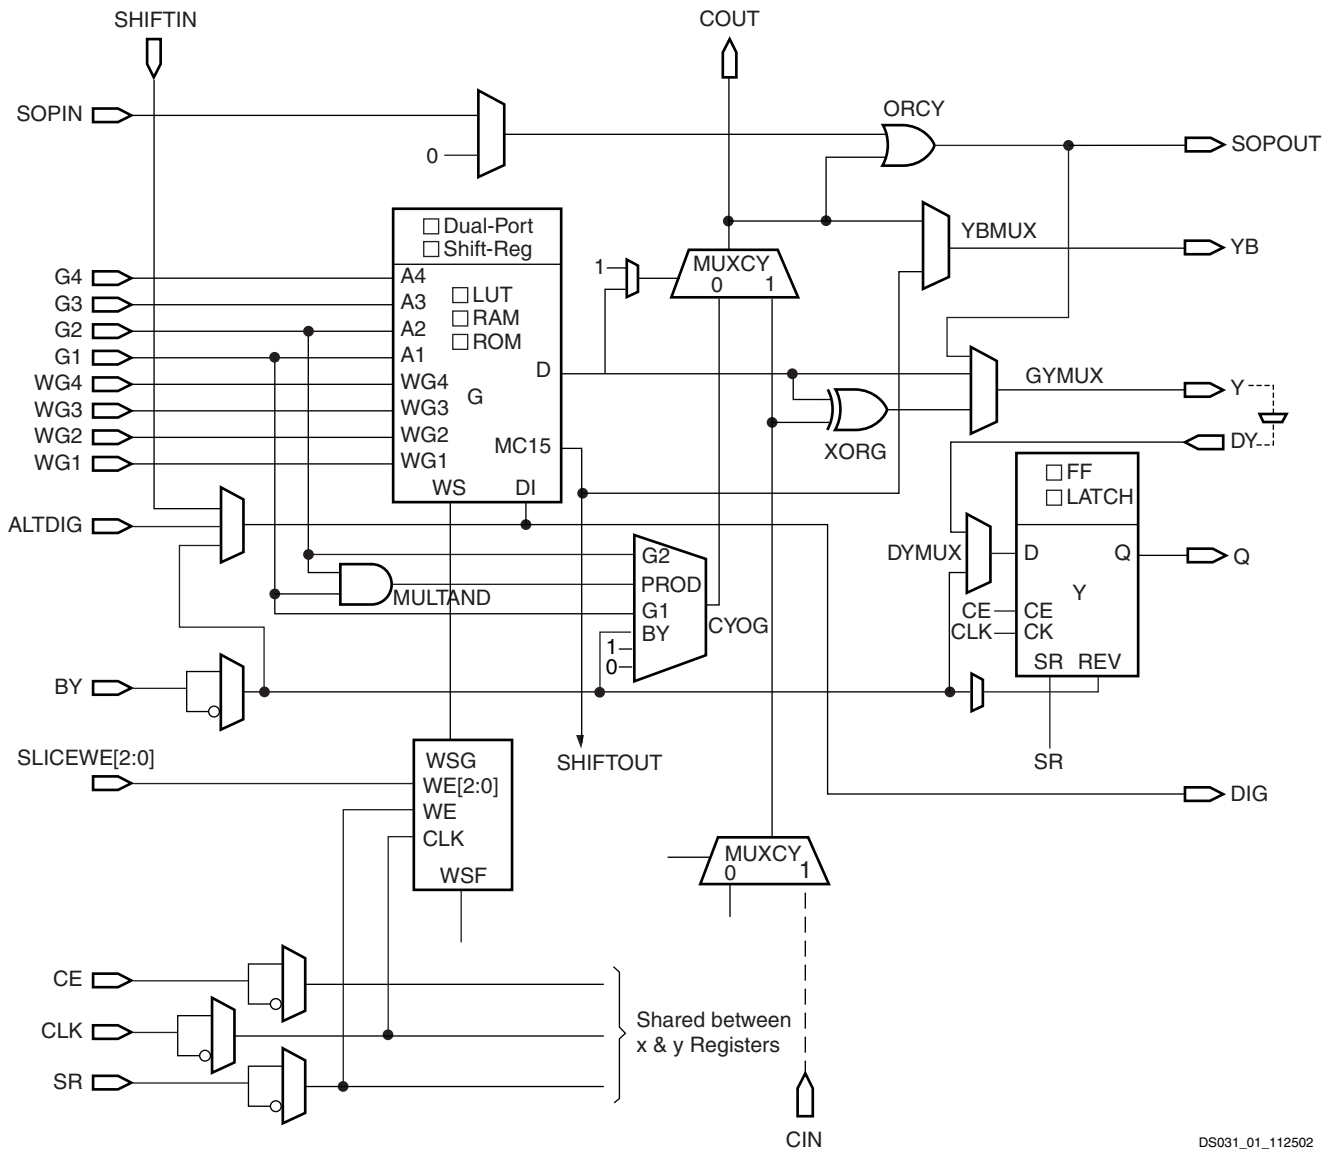 SHIFTIN
COUT
SOPIN
ORCY
0
SOPOUT
Dual-Port
Shift-Reg
YBMUX
YB
G4
A4
LUT
1
MUXCY
0 1
G3
A3
RAM
G2
A2
ROM
G1
A1
D
GYMUX
Y
WG4
WG4
G
WG3
WG3
WG2
WG2
MC15
XORG
DY
WG1
WG1
WS
DI
FF
LATCH
ALTDIG
G2
DYMUX
D
Q
Q
PROD
MULTAND
G1
CYOG
Y
BY
1
0
CE
CE
CLK
CK
SR
REV
BY
SHIFTOUT
SR
SLICEWE[2:0]
WSG
WE[2:0]
WE
CLK
WSF
DIG
MUXCY
0 1
CE
CLK
Shared between
x & y Registers
SR
CIN
DS031_01_112502